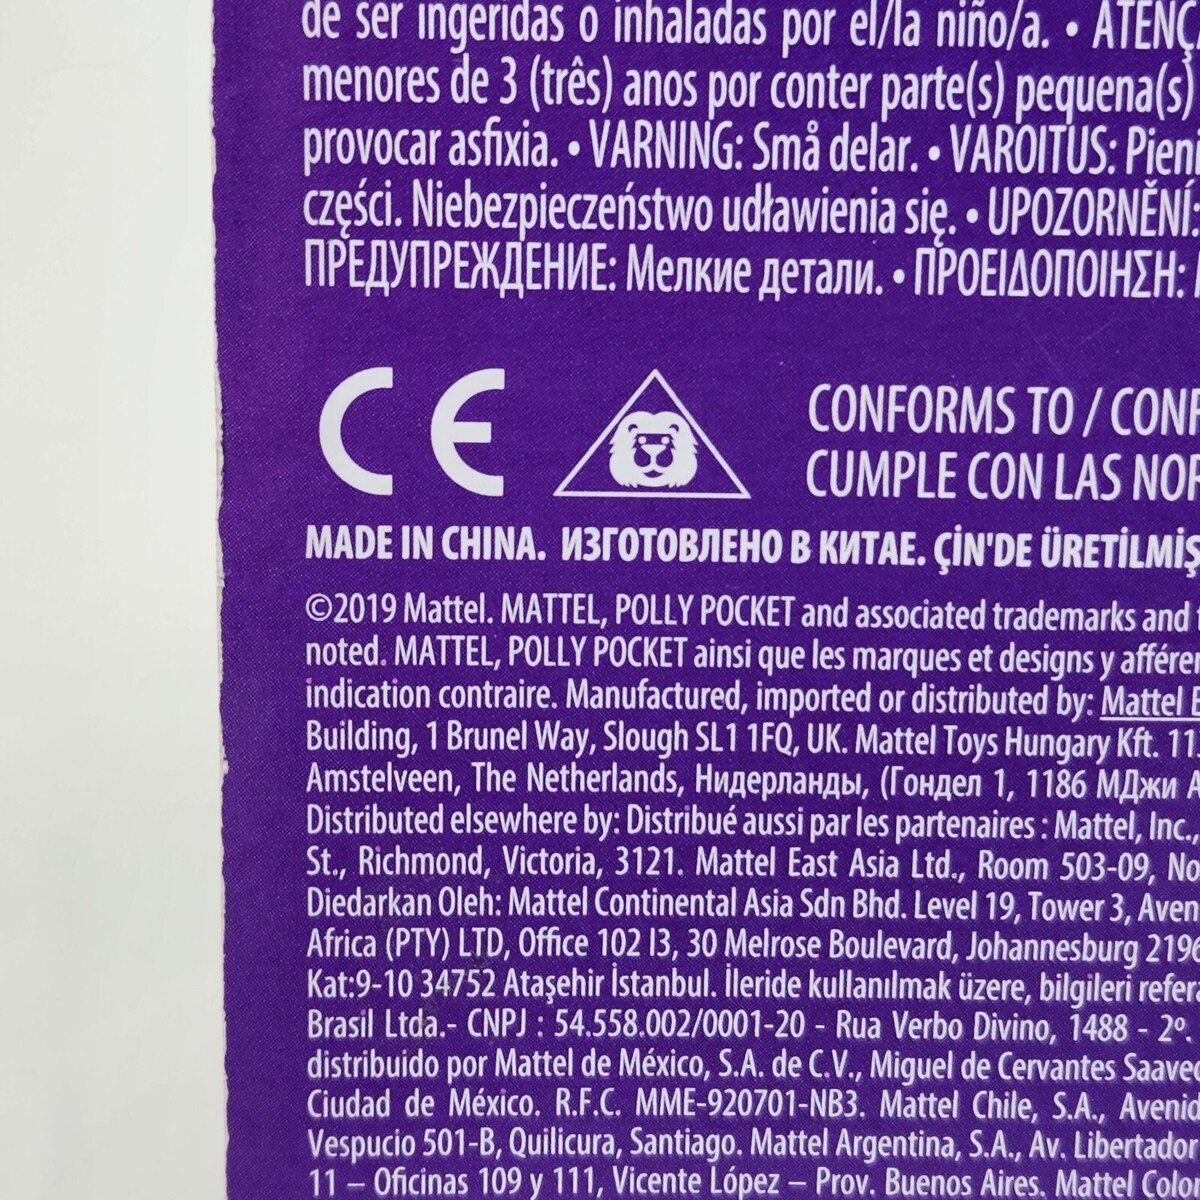 de ser ingeridas o inhaladas por el/la niño/a. • ATENÇ
menores de 3 (três) anos por conter parte(s) pequena(s)
provocar asfixia. • VARNING: Små delar. • VAROITUS: Pieni
części. Niebezpieczeństwo udławienia się. • UPOZORNĚNÍ:
ПРЕДУПРЕЖДЕНИЕ: Мелкие детали. • ΠΡΟΕΙΔΟΠΟΙΗΣΗ:
CE
CONFORMS TO / CONF
CUMPLE CON LAS NOR
MADE IN CHINA. ИЗГОТОВЛЕНО В КИТАЕ. ÇİN'DE ÜRETİLMİŞ
©2019 Mattel. MATTEL, POLLY POCKET and associated trademarks and
noted. MATTEL, POLLY POCKET ainsi que les marques et designs y afféren
indication contraire. Manufactured, imported or distributed by: Mattel E
Building, 1 Brunel Way, Slough SL1 1FQ, UK. Mattel Toys Hungary Kft. 113
Amstelveen, The Netherlands, Нидерланды, (Гондел 1, 1186 МДжи А
Distributed elsewhere by: Distribué aussi par les partenaires : Mattel, Inc.,
St., Richmond, Victoria, 3121. Mattel East Asia Ltd., Room 503-09, No
Diedarkan Oleh: Mattel Continental Asia Sdn Bhd. Level 19, Tower 3, Aven
Africa (PTY) LTD, Office 102 I3, 30 Melrose Boulevard, Johannesburg 2196
Kat:9-10 34752 Ataşehir İstanbul. İleride kullanılmak üzere, bilgileri refera
Brasil Ltda.- CNPJ : 54.558.002/0001-20 - Rua Verbo Divino, 1488 - 2º.
distribuido por Mattel de México, S.A. de C.V., Miguel de Cervantes Saaved
Ciudad de México. R.F.C. MME-920701-NB3. Mattel Chile, S.A., Avenid
Vespucio 501-B, Quilicura, Santiago. Mattel Argentina, S.A., Av. Libertador
11 – Oficinas 109 y 111, Vicente López – Prov. Buenos Aires. Mattel Colo